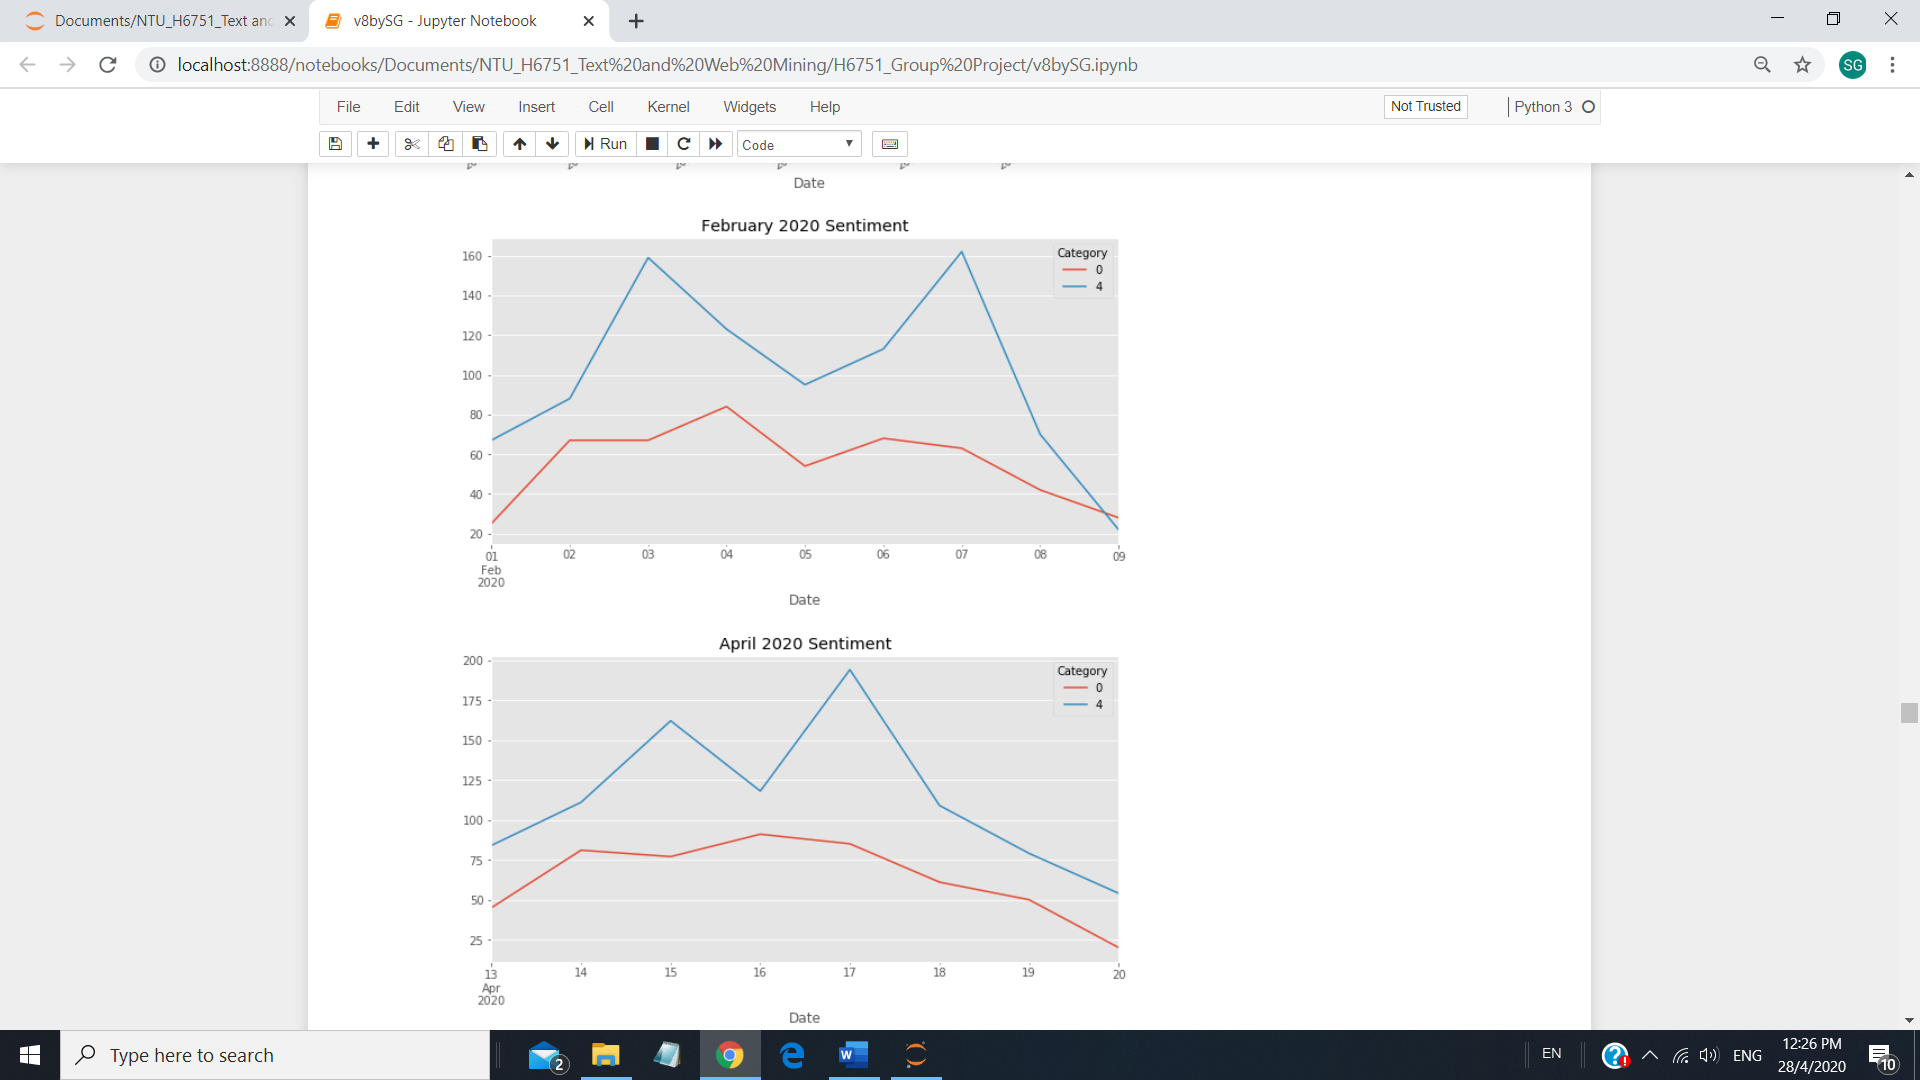 Documents/NTU_H6751_Text and
v8bySG - Jupyter Notebook
localhost:8888/notebooks/Documents/NTU_H6751_Text%20and%20Web%20Mining/H6751_Group%20Project/v8bySG.ipynb
SG
File Edit View Insert Cell Kernel Widgets Help
Not Trusted
Python 3
Run
Code
Date
February 2020 Sentiment
Category
0
4
160
140
120
100
80
60
40
20
01 02 03 04 05 06 07 08 09
Feb
2020
Date
April 2020 Sentiment
Category
0
4
200
175
150
125
100
75
50
25
13 14 15 16 17 18 19 20
Apr
2020
Date
Type here to search
2
W
EN
ENG
12:26 PM
28/4/2020
10